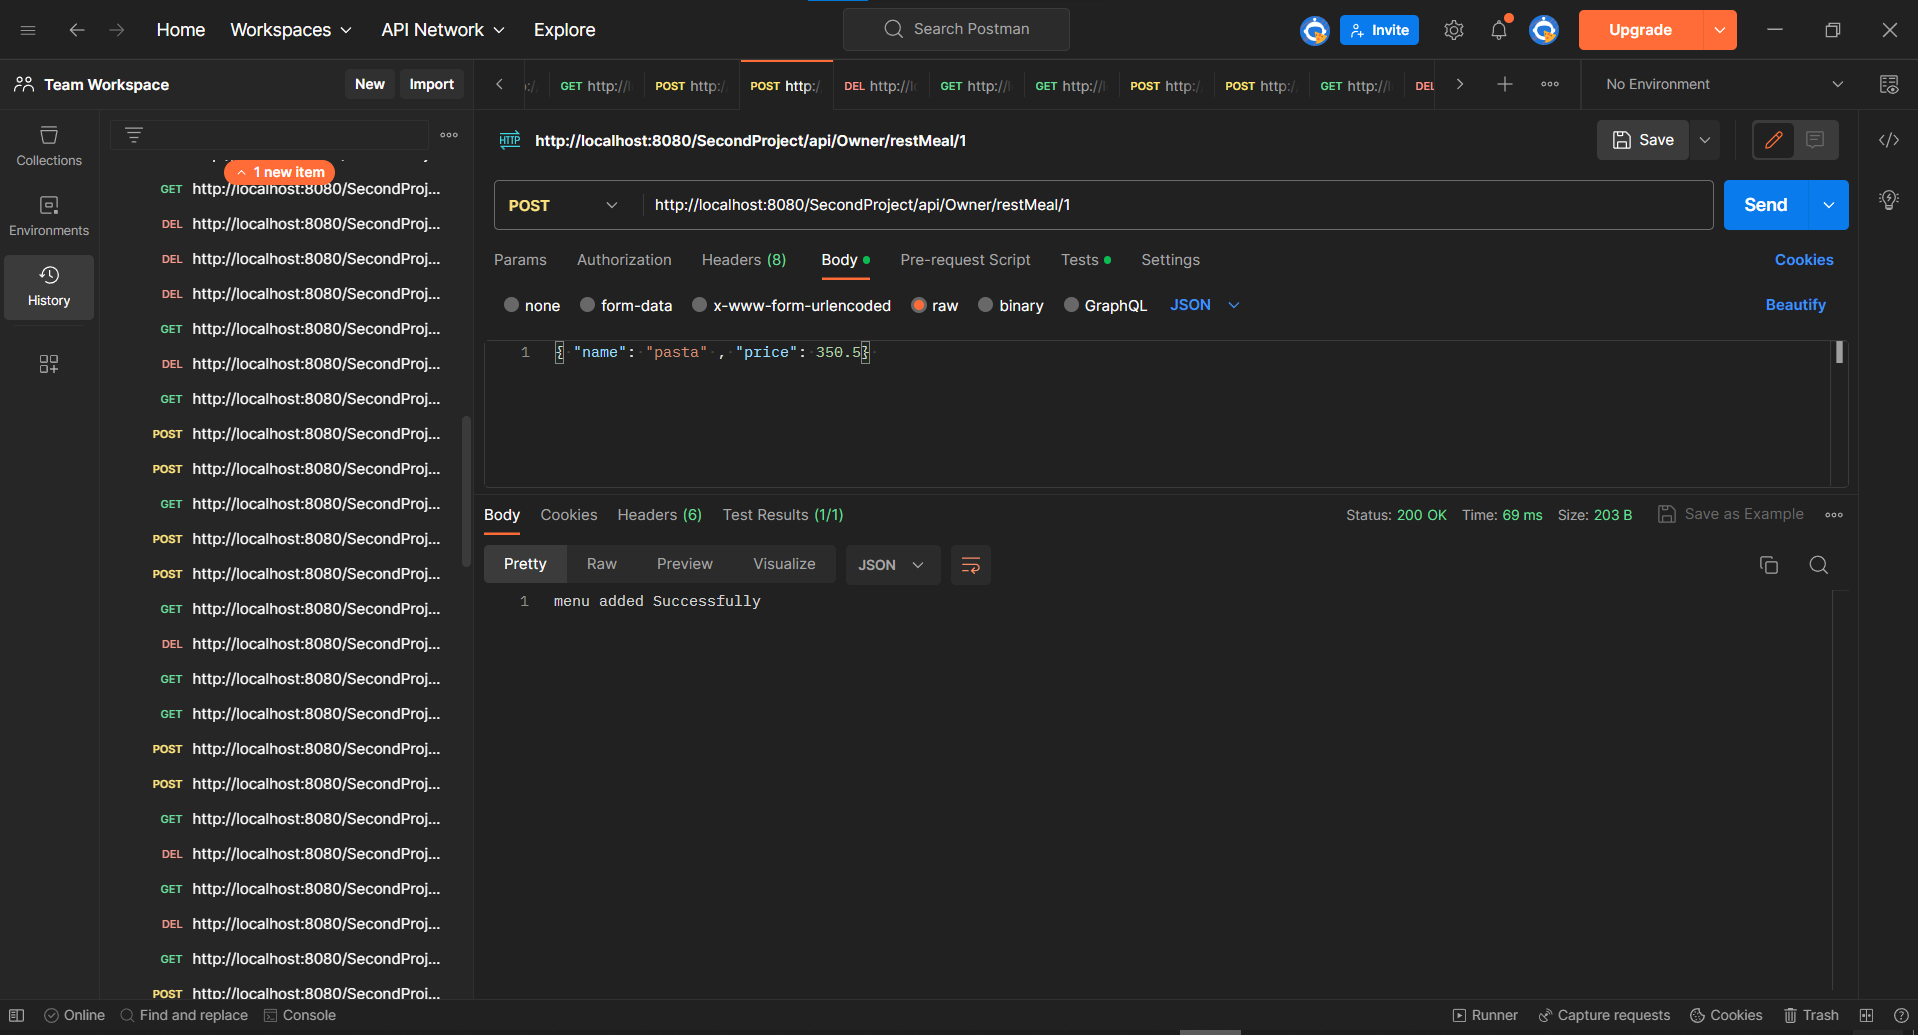 Home Workspaces API Network Explore Search Postman Invite Upgrade
Team Workspace New Import
GET http://l POST http:/ POST http:/ DEL http://lo GET http://l GET http://l POST http:/ POST http:/ GET http://l DEL No Environment
Collections
Environments
History
1 new item
GET http://localhost:8080/SecondProj...
DEL http://localhost:8080/SecondProj...
DEL http://localhost:8080/SecondProj...
DEL http://localhost:8080/SecondProj...
GET http://localhost:8080/SecondProj...
DEL http://localhost:8080/SecondProj...
GET http://localhost:8080/SecondProj...
POST http://localhost:8080/SecondProj...
POST http://localhost:8080/SecondProj...
GET http://localhost:8080/SecondProj...
POST http://localhost:8080/SecondProj...
POST http://localhost:8080/SecondProj...
GET http://localhost:8080/SecondProj...
DEL http://localhost:8080/SecondProj...
GET http://localhost:8080/SecondProj...
GET http://localhost:8080/SecondProj...
POST http://localhost:8080/SecondProj...
POST http://localhost:8080/SecondProj...
GET http://localhost:8080/SecondProj...
DEL http://localhost:8080/SecondProj...
GET http://localhost:8080/SecondProj...
DEL http://localhost:8080/SecondProj...
GET http://localhost:8080/SecondProj...
POST http://localhost:8080/SecondProj...
HTTP http://localhost:8080/SecondProject/api/Owner/restMeal/1 Save
POST http://localhost:8080/SecondProject/api/Owner/restMeal/1 Send
Params Authorization Headers (8) Body Pre-request Script Tests Settings Cookies
none form-data x-www-form-urlencoded raw binary GraphQL JSON Beautify
1 { "name": "pasta" , "price": 350.5}
Body Cookies Headers (6) Test Results (1/1) Status: 200 OK Time: 69 ms Size: 203 B Save as Example
Pretty Raw Preview Visualize JSON
1 menu added Successfully
Online Find and replace Console Runner Capture requests Cookies Trash